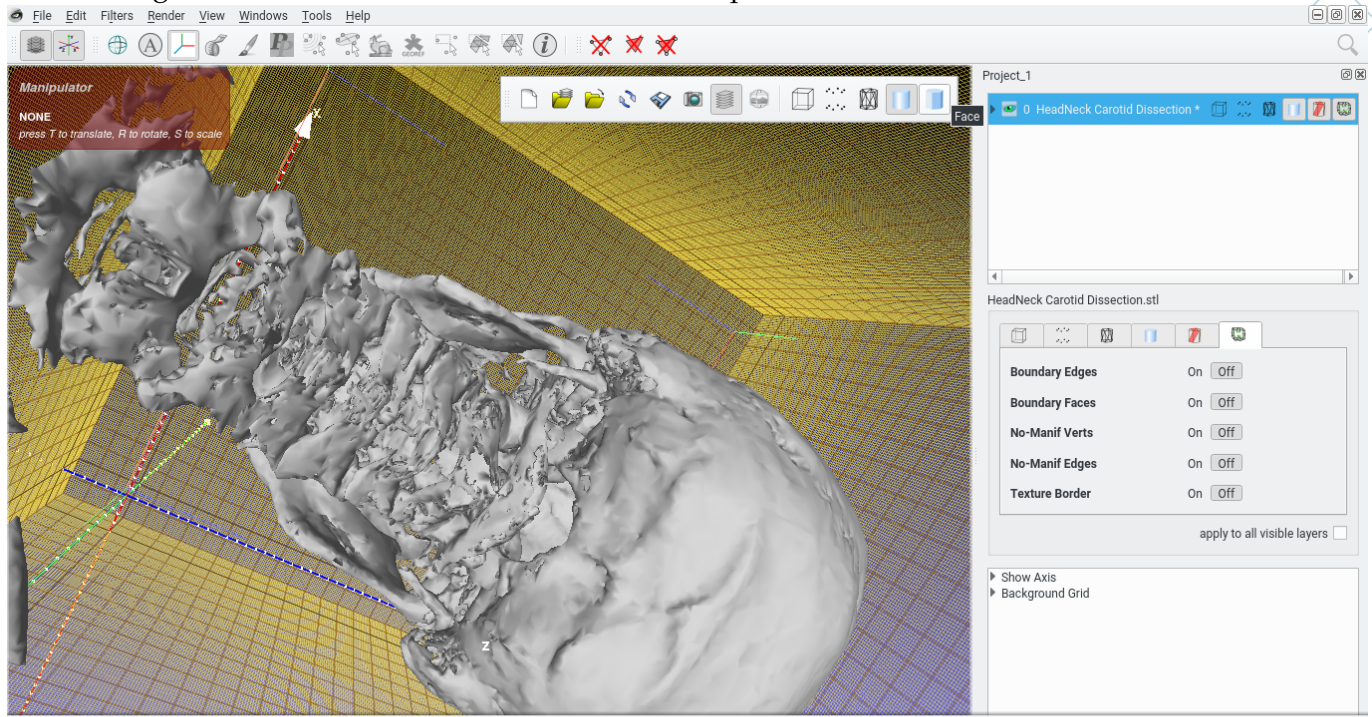 File Edit Filters Render View Windows Tools Help
A
GEOREF
i
Manipulator
NONE
press T to translate, R to rotate, S to scale
X
Face
Z
Project_1
0 HeadNeck Carotid Dissection *
HeadNeck Carotid Dissection.stl
Boundary Edges On Off
Boundary Faces On Off
No-Manif Verts On Off
No-Manif Edges On Off
Texture Border On Off
apply to all visible layers
Show Axis
Background Grid